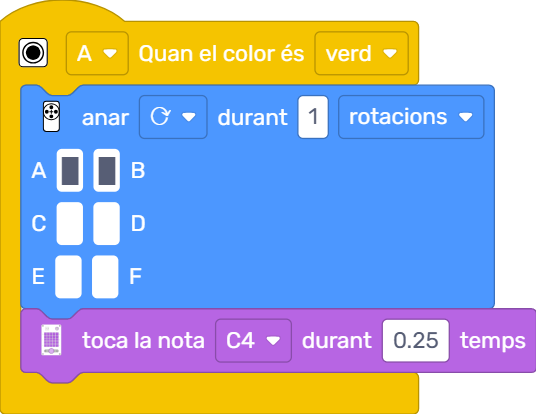 A Quan el color és verd
anar durant 1 rotacions
A B
C D
E F
toca la nota C4 durant 0.25 temps